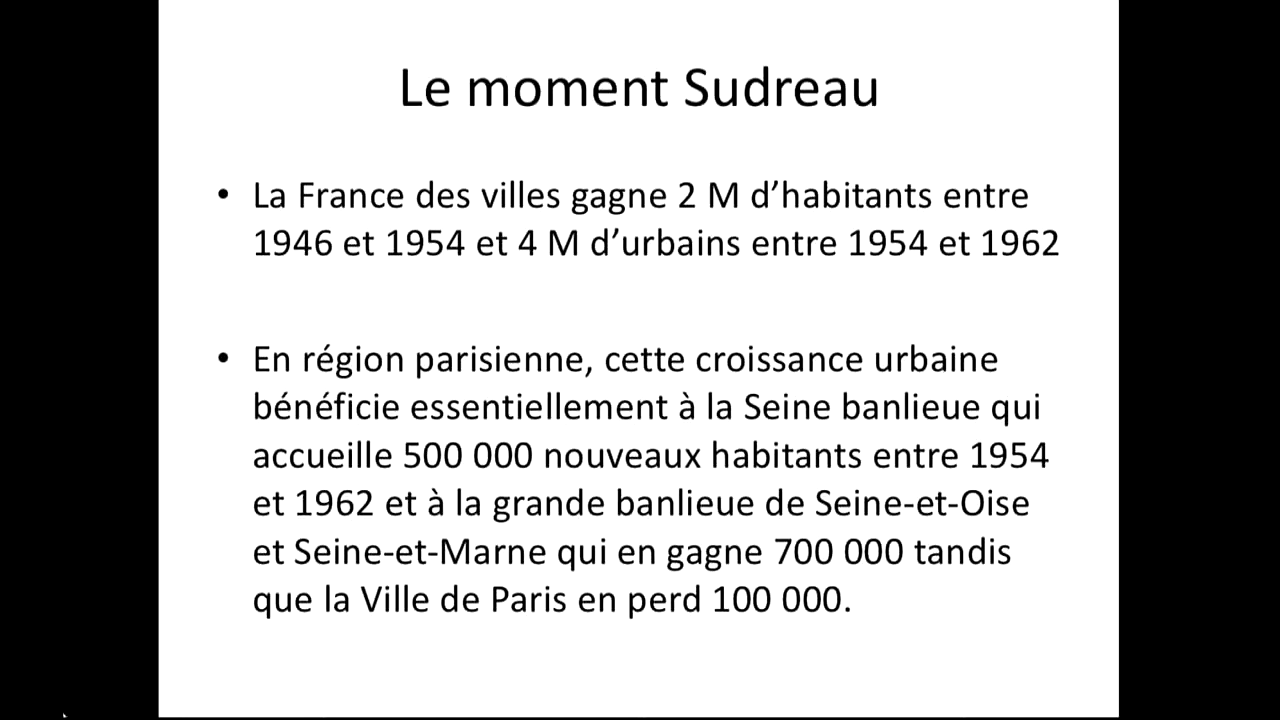 Le moment Sudreau
• La France des villes gagne 2 M d’habitants entre
1946 et 1954 et 4 M d’urbains entre 1954 et 1962
• En région parisienne, cette croissance urbaine
bénéficie essentiellement à la Seine banlieue qui
accueille 500 000 nouveaux habitants entre 1954
et 1962 et à la grande banlieue de Seine-et-Oise
et Seine-et-Marne qui en gagne 700 000 tandis
que la Ville de Paris en perd 100 000.